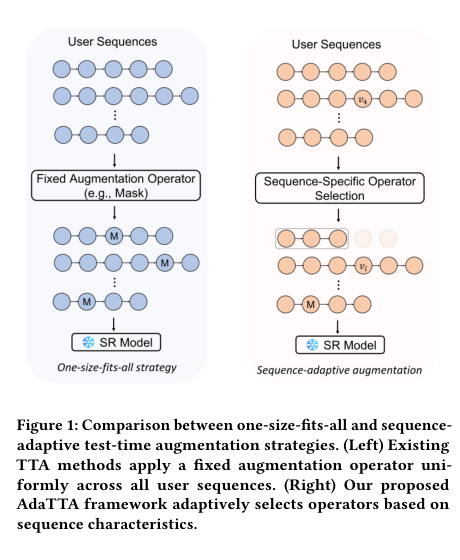 User Sequences
⋮
Fixed Augmentation Operator
(e.g., Mask)
M
M
⋮
M
SR Model
One-size-fits-all strategy
User Sequences
v₄
⋮
Sequence-Specific Operator
Selection
vᵢ
⋮
M
SR Model
Sequence-adaptive augmentation
Figure 1: Comparison between one-size-fits-all and sequence-
adaptive test-time augmentation strategies. (Left) Existing
TTA methods apply a fixed augmentation operator uni-
formly across all user sequences. (Right) Our proposed
AdaTTA framework adaptively selects operators based on
sequence characteristics.